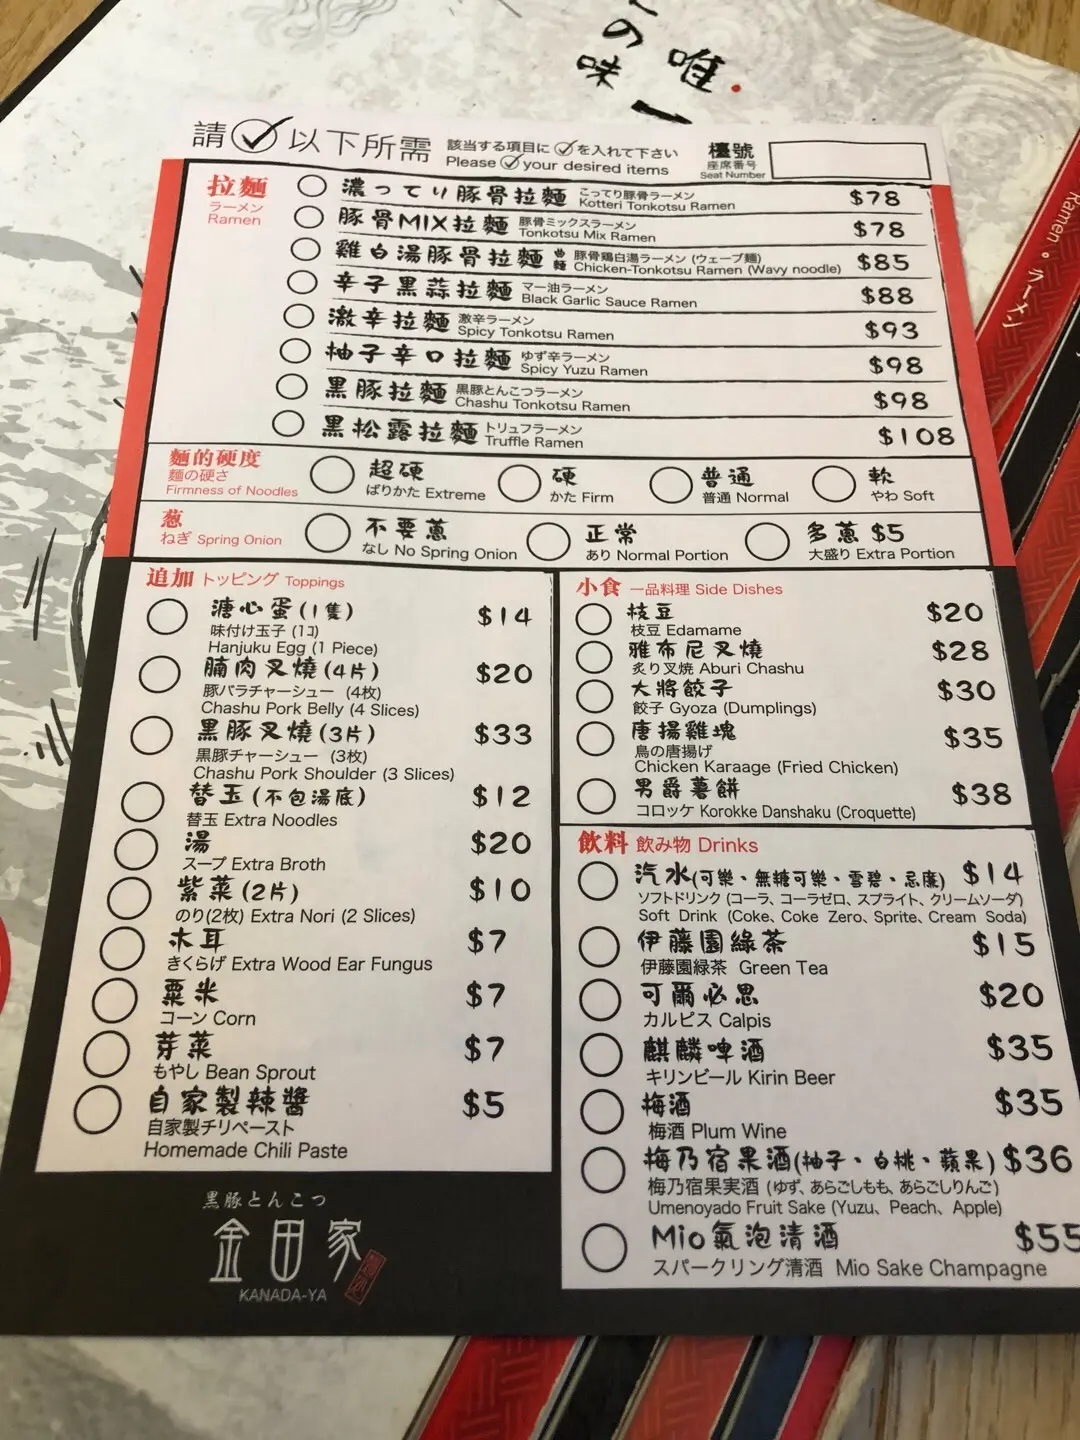 の味
唯一
請 以下所需
該当する項目に を入れて下さい
Please your desired items
檯號
座席番号
Seat Number
拉麵
ラーメン
Ramen
濃ってり豚骨拉麵 こってり豚骨ラーメン $78
Kotteri Tonkotsu Ramen
豚骨MIX拉麵 豚骨ミックスラーメン $78
Tonkotsu Mix Ramen
雞白湯豚骨拉麵 曲麵 豚骨鶏白湯ラーメン (ウェーブ麵) $85
Chicken-Tonkotsu Ramen (Wavy noodle)
辛子黑蒜拉麵 マー油ラーメン $88
Black Garlic Sauce Ramen
激辛拉麵 激辛ラーメン $93
Spicy Tonkotsu Ramen
柚子辛口拉麵 ゆず辛ラーメン $98
Spicy Yuzu Ramen
黑豚拉麵 黒豚とんこつラーメン $98
Chashu Tonkotsu Ramen
黑松露拉麵 トリュフラーメン $108
Truffle Ramen
麵的硬度
麺の硬さ
Firmness of Noodles
超硬 硬 普通 軟
ばりかた Extreme かた Firm 普通 Normal やわ Soft
葱
ねぎ Spring Onion
不要蔥 正常 多蔥 $5
なし No Spring Onion あり Normal Portion 大盛り Extra Portion
追加 トッピング Toppings
溏心蛋(1隻) $14
味付け玉子 (1コ)
Hanjuku Egg (1 Piece)
腩肉叉燒(4片) $20
豚バラチャーシュー (4枚)
Chashu Pork Belly (4 Slices)
黑豚叉燒(3片) $33
黒豚チャーシュー (3枚)
Chashu Pork Shoulder (3 Slices)
替玉(不包湯底) $12
替玉 Extra Noodles
湯 $20
スープ Extra Broth
紫菜(2片) $10
のり(2枚) Extra Nori (2 Slices)
木耳 $7
きくらげ Extra Wood Ear Fungus
粟米 $7
コーン Corn
芽菜 $7
もやし Bean Sprout
自家製辣醬 $5
自家製チリペースト
Homemade Chili Paste
小食 一品料理 Side Dishes
枝豆 $20
枝豆 Edamame
雅布尼叉燒 $28
炙り叉焼 Aburi Chashu
大將餃子 $30
餃子 Gyoza (Dumplings)
唐揚雞塊 $35
鳥の唐揚げ
Chicken Karaage (Fried Chicken)
男爵薯餅 $38
コロッケ Korokke Danshaku (Croquette)
飲料 飲み物 Drinks
汽水(可樂、無糖可樂、雪碧、忌廉) $14
ソフトドリンク (コーラ、コーラゼロ、スプライト、クリームソーダ)
Soft Drink (Coke, Coke Zero, Sprite, Cream Soda)
伊藤園綠茶 $15
伊藤園緑茶 Green Tea
可爾必思 $20
カルピス Calpis
麒麟啤酒 $35
キリンビール Kirin Beer
梅酒 $35
梅酒 Plum Wine
梅乃宿果酒(柚子、白桃、蘋果) $36
梅乃宿果実酒 (ゆず、あらごしもも、あらごしりんご)
Umenoyado Fruit Sake (Yuzu, Peach, Apple)
Mio氣泡清酒 $55
スパークリング清酒 Mio Sake Champagne
黒豚とんこつ
金田家
KANADA-YA
Ramen。ラーメン